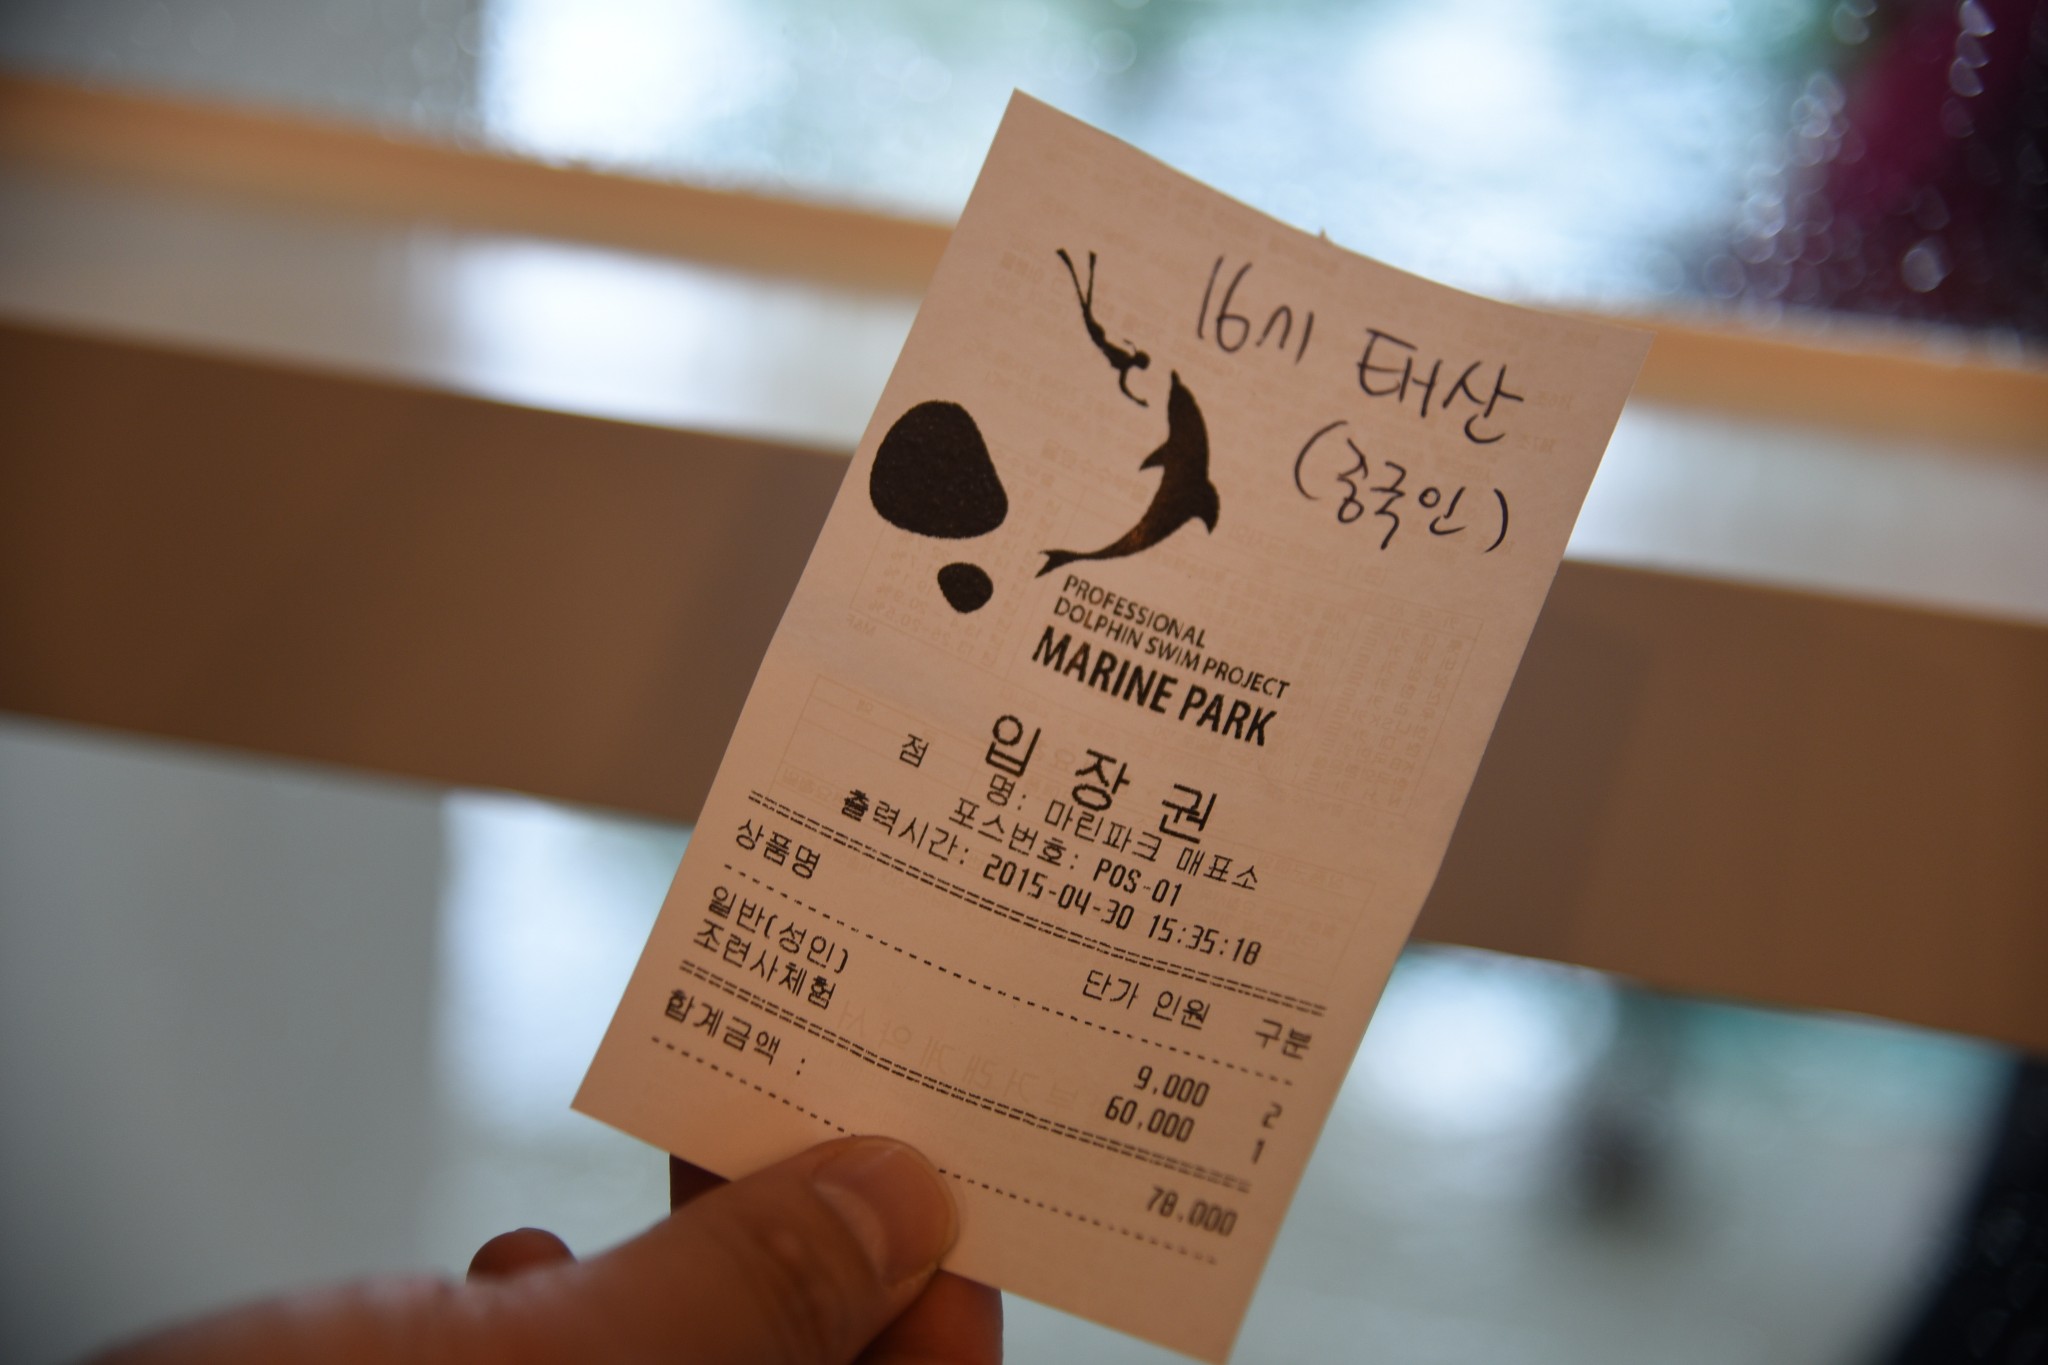 16시 태산
(중국인)
PROFESSIONAL
DOLPHIN SWIM PROJECT
MARINE PARK
입 장 권
점 명: 마린파크 매표소
포스번호: POS-01
출력시간: 2015-04-30 15:35:18
상품명 단가 인원 구분
일반(성인) 9,000 2
조련사체험 60,000 1
합계금액 : 78,000